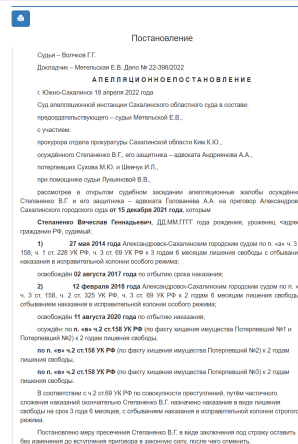 Постановление
Судья – Волчков Г.Г.
Докладчик – Метельская Е.В. Дело № 22-396/2022
А П Е Л Л Я Ц И О Н Н О Е П О С Т А Н О В Л Е Н И Е
г. Южно-Сахалинск 18 апреля 2022 года
Суд апелляционной инстанции Сахалинского областного суда в составе:
председательствующего – судьи Метельской Е.В.,
с участием:
прокурора отдела прокуратуры Сахалинской области Ким К.Ю.,
осуждённого Степаненко В.Г., его защитника – адвоката Андриянова А.А.,
потерпевших Сухова М.Ю. и Шевчук И.Л.,
при помощнике судьи Лукьяновой В.В.,
рассмотрев в открытом судебном заседании апелляционные жалобы осуждённ
Степаненко В.Г. и его защитника – адвоката Голованева А.А. на приговор Александров
Сахалинского городского суда от 15 декабря 2021 года, которым
Степаненко Вячеслав Геннадьевич, ДД.ММ.ГГГГ года рождения, уроженец <адрес
гражданин РФ, судимый:
1) 27 мая 2014 года Александровск-Сахалинским городским судом по п. «а» ч. 3
158, ч. 1 ст. 228 УК РФ, ч. 3 ст. 69 УК РФ к 3 годам 6 месяцам лишения свободы с отбывани
наказания в исправительной колонии особого режима;
освобождён 02 августа 2017 года по отбытию срока наказания;
2) 12 февраля 2018 года Александровск-Сахалинским городским судом по п. «
ч. 3 ст. 158, ч. 2 ст. 325 УК РФ, ч. 3 ст. 69 УК РФ к 2 годам 6 месяцам лишения свободы
отбыванием наказания в исправительной колонии особого режима;
освобождён 11 августа 2020 года по отбытию наказания;
осуждён: по п. «в» ч.2 ст.158 УК РФ (по факту хищения имущества Потерпевший №1 и
Потерпевший №2) к 2 годам лишения свободы,
по п. «в» ч.2 ст.158 УК РФ (по факту хищения имущества Потерпевший №2) к 2 годам
лишения свободы,
по п. «в» ч.2 ст.158 УК РФ (по факту хищения имущества Потерпевший №3) к 2 годам
лишения свободы.
В соответствии с ч.2 ст.69 УК РФ по совокупности преступлений, путём частичного
сложения наказаний окончательно Степаненко В.Г. назначено наказание в виде лишения
свободы на срок 3 года 6 месяцев, с отбыванием наказания в исправительной колонии строгого
режима.
Постановлено меру пресечения Степаненко В.Г. в виде заключения под стражу оставить
без изменения до вступления приговора в законную силу, после чего отменить.